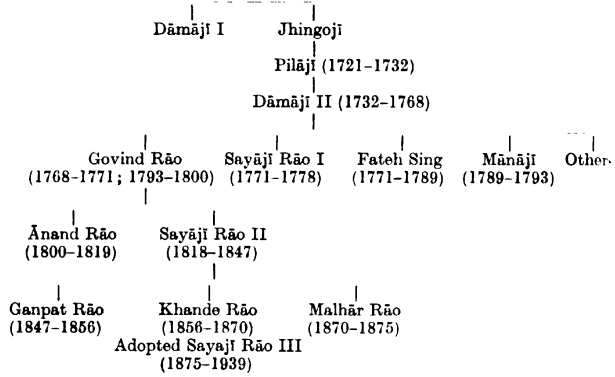 Dāmājī I Jhingojī
Pilājī (1721–1732)
Dāmājī II (1732–1768)
Govind Rāo Sayājī Rāo I Fateh Sing Mānājī Other-
(1768–1771; 1793–1800) (1771–1778) (1771–1789) (1789–1793)
Ānand Rāo Sayājī Rāo II
(1800–1819) (1818–1847)
Ganpat Rāo Khande Rāo Malhār Rāo
(1847–1856) (1856–1870) (1870–1875)
Adopted Sayajī Rāo III
(1875–1939)